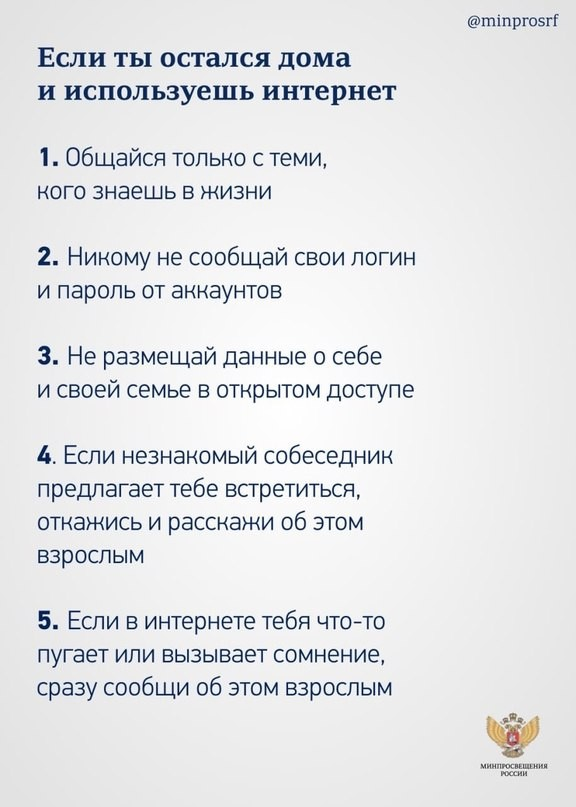 @minprosrf
Если ты остался дома
и используешь интернет
1. Общайся только с теми,
кого знаешь в жизни
2. Никому не сообщай свои логин
и пароль от аккаунтов
3. Не размещай данные о себе
и своей семье в открытом доступе
4. Если незнакомый собеседник
предлагает тебе встретиться,
откажись и расскажи об этом
взрослым
5. Если в интернете тебя что-то
пугает или вызывает сомнение,
сразу сообщи об этом взрослым
МИНПРОСВЕЩЕНИЯ
РОССИИ